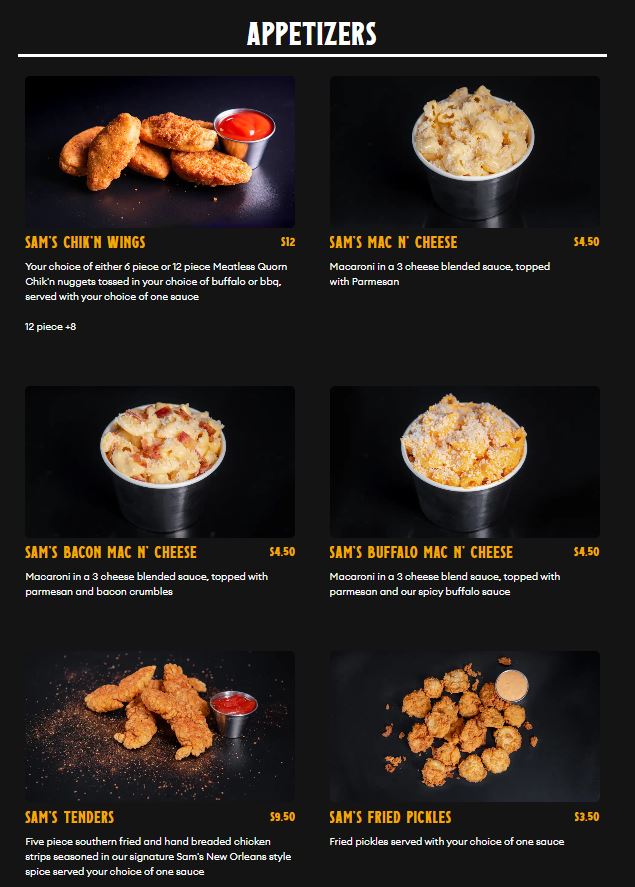 APPETIZERS
SAM'S CHIK'N WINGS $12
Your choice of either 6 piece or 12 piece Meatless Quorn
Chik'n nuggets tossed in your choice of buffalo or bbq,
served with your choice of one sauce
12 piece +8
SAM'S MAC N' CHEESE $4.50
Macaroni in a 3 cheese blended sauce, topped
with Parmesan
SAM'S BACON MAC N' CHEESE $4.50
Macaroni in a 3 cheese blended sauce, topped with
parmesan and bacon crumbles
SAM'S BUFFALO MAC N' CHEESE $4.50
Macaroni in a 3 cheese blend sauce, topped with
parmesan and our spicy buffalo sauce
SAM'S TENDERS $9.50
Five piece southern fried and hand breaded chicken
strips seasoned in our signature Sam's New Orleans style
spice served your choice of one sauce
SAM'S FRIED PICKLES $3.50
Fried pickles served with your choice of one sauce